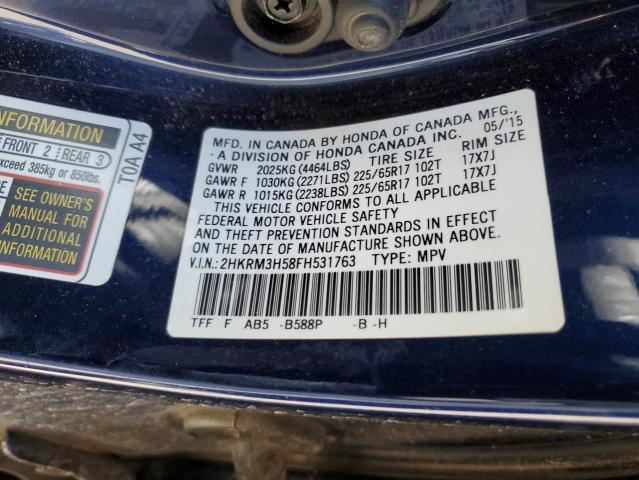 INFORMATION
FRONT 2 REAR 3
exceed 385kg or 850lbs.
SEE OWNER'S
MANUAL FOR
ADDITIONAL
INFORMATION
T0A A4
MFD. IN CANADA BY HONDA OF CANADA MFG.,
- A DIVISION OF HONDA CANADA INC. 05/'15
GVWR 2025KG (4464LBS) TIRE SIZE RIM SIZE
GAWR F 1030KG (2271LBS) 225/65R17 102T 17X7J
GAWR R 1015KG (2238LBS) 225/65R17 102T 17X7J
THIS VEHICLE CONFORMS TO ALL APPLICABLE
FEDERAL MOTOR VEHICLE SAFETY
AND THEFT PREVENTION STANDARDS IN EFFECT
ON THE DATE OF MANUFACTURE SHOWN ABOVE.
V.I.N.: 2HKRM3H58FH531763 TYPE: MPV
TFF F AB5 -B588P -B -H